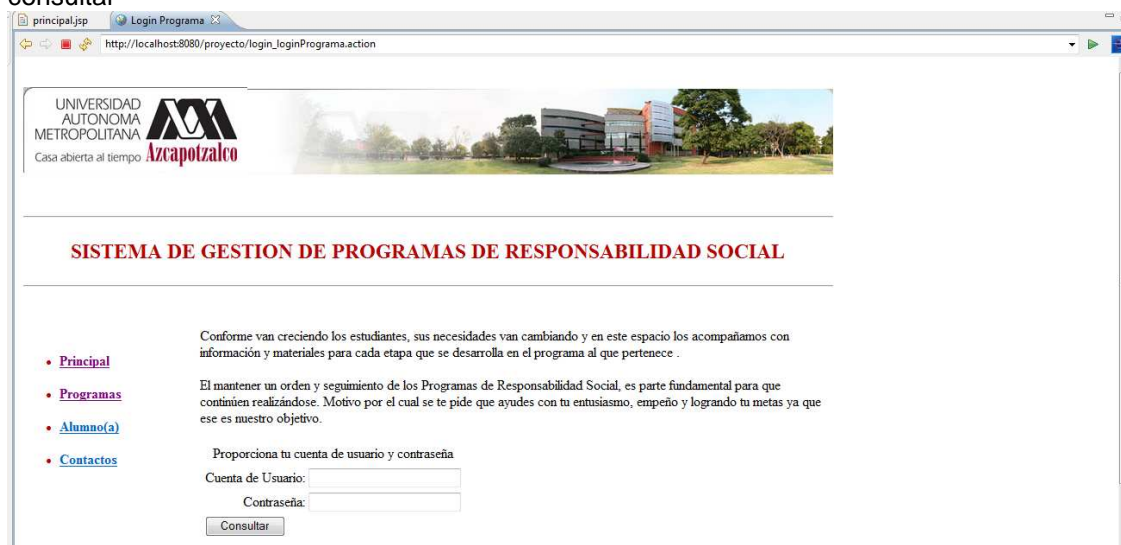 consultar
principal.jsp
Login Programa
http://localhost:8080/proyecto/login_loginPrograma.action
UNIVERSIDAD
AUTONOMA
METROPOLITANA
Casa abierta al tiempo Azcapotzalco
SISTEMA DE GESTION DE PROGRAMAS DE RESPONSABILIDAD SOCIAL
Principal
Programas
Alumno(a)
Contactos
Conforme van creciendo los estudiantes, sus necesidades van cambiando y en este espacio los acompañamos con
información y materiales para cada etapa que se desarrolla en el programa al que pertenece .
El mantener un orden y seguimiento de los Programas de Responsabilidad Social, es parte fundamental para que
continúen realizándose. Motivo por el cual se te pide que ayudes con tu entusiasmo, empeño y logrando tu metas ya que
ese es nuestro objetivo.
Proporciona tu cuenta de usuario y contraseña
Cuenta de Usuario:
Contraseña:
Consultar